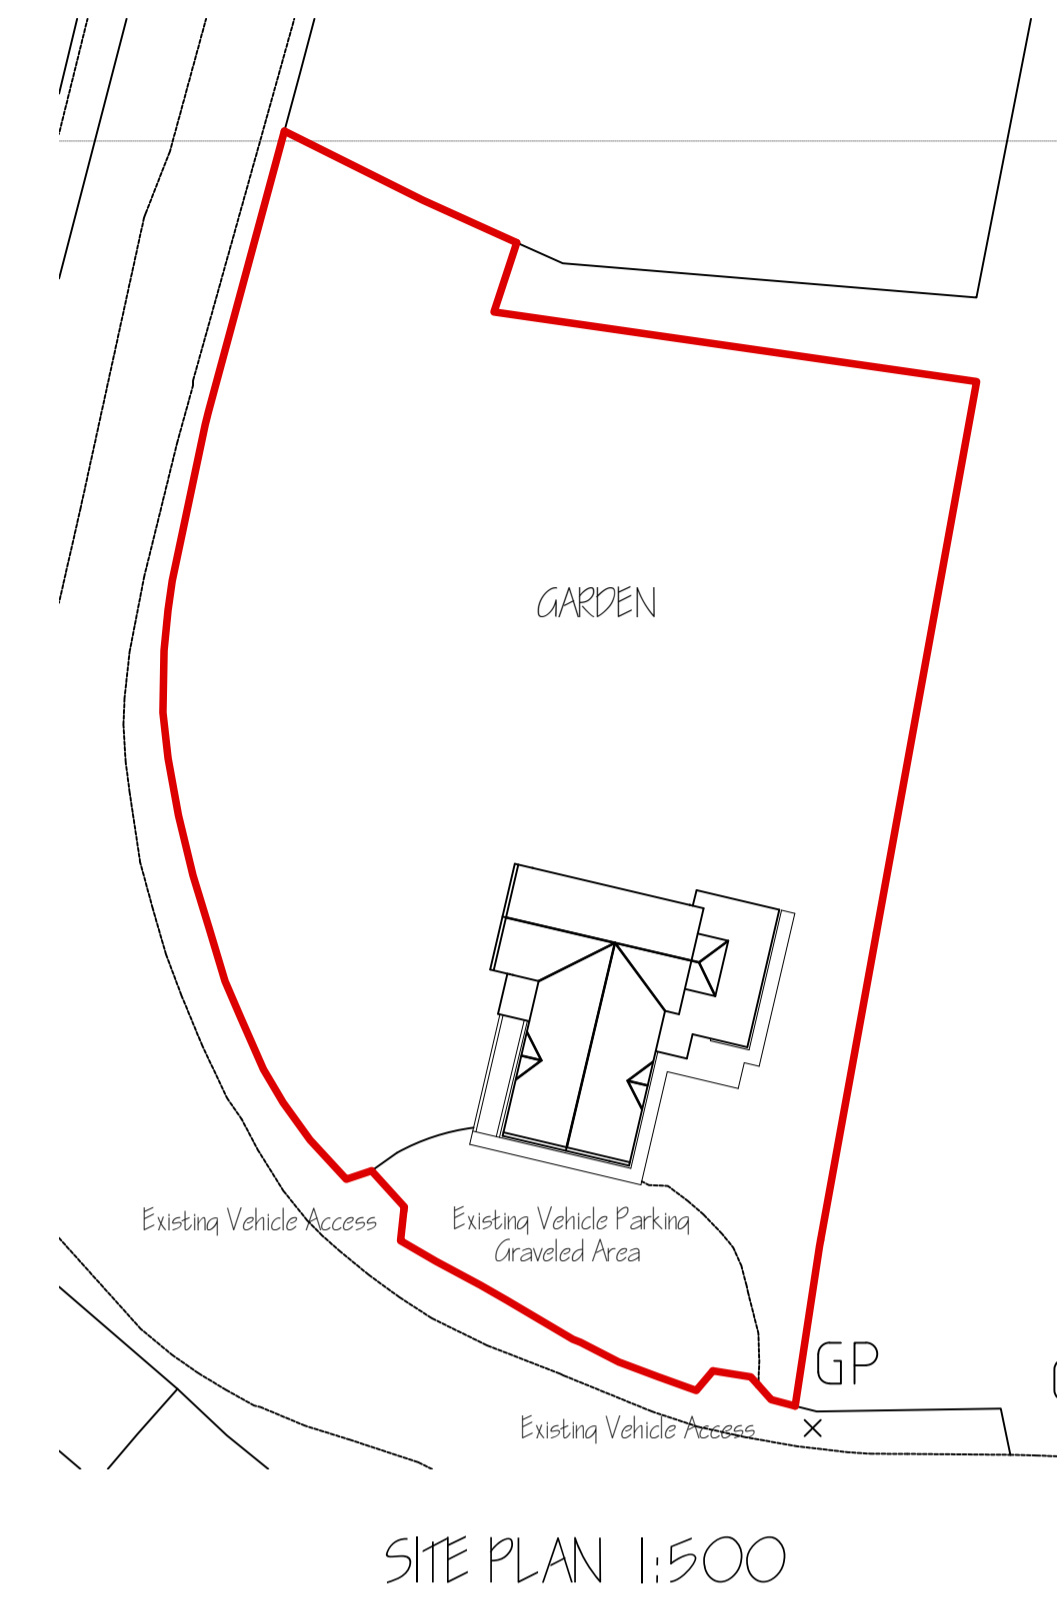 GARDEN
Existing Vehicle Access
Existing Vehicle Parking
Graveled Area
GP
Existing Vehicle Access
SITE PLAN 1:500